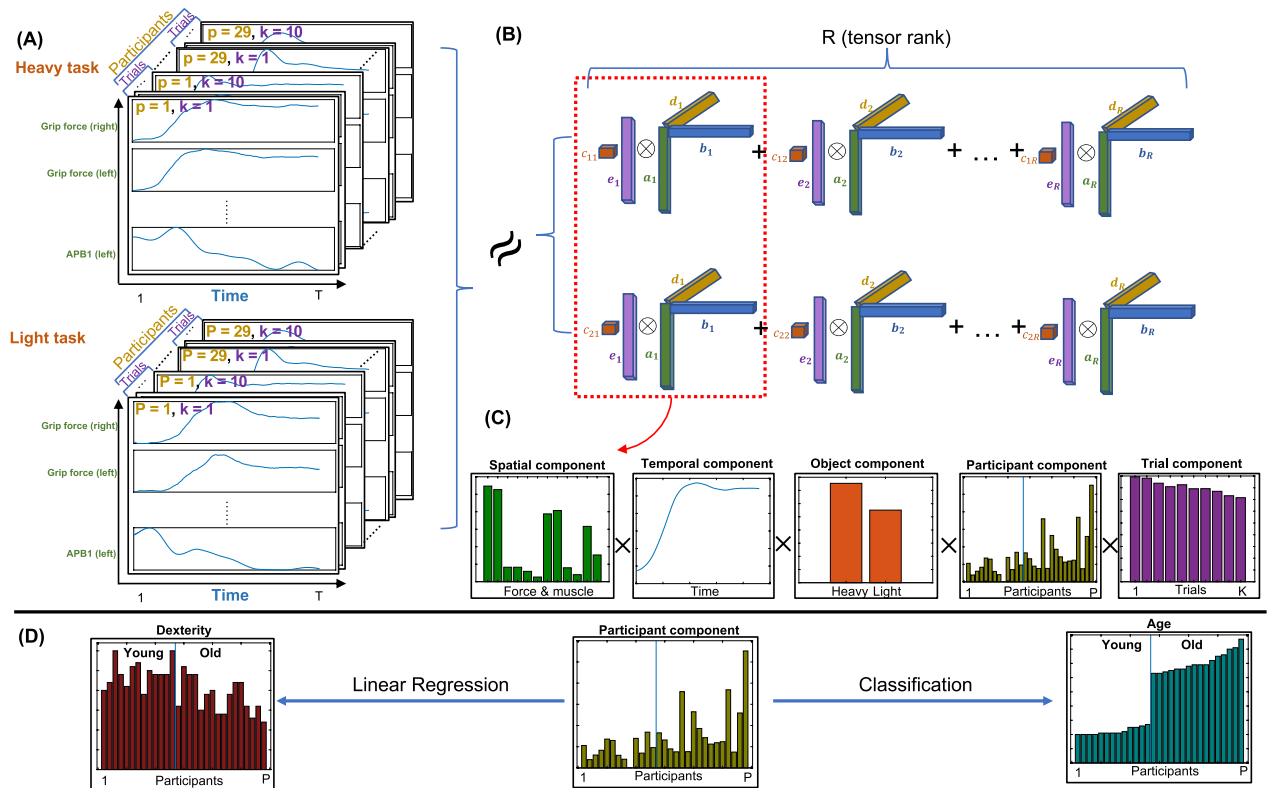 (A)
Participants
Trials
Heavy task
Trials
p = 29, k = 10
p = 29, k = 1
p = 1, k = 10
p = 1, k = 1
Grip force (right)
Grip force (left)
APB1 (left)
1 Time T
Light task
Participants
Trials
Trials
P = 29, k = 10
P = 29, k = 1
P = 1, k = 10
P = 1, k = 1
Grip force (right)
Grip force (left)
APB1 (left)
1 Time T
≈
(B)
R (tensor rank)
c₁₁ e₁ ⊗ a₁ d₁ b₁ + c₁₂ e₂ ⊗ a₂ d₂ b₂ + ... + c₁R eR ⊗ aR dR bR
c₂₁ e₁ ⊗ a₁ d₁ b₁ + c₂₂ e₂ ⊗ a₂ d₂ b₂ + ... + c₂R eR ⊗ aR dR bR
(C)
Spatial component × Temporal component × Object component × Participant component × Trial component
Force & muscle
Time
Heavy Light
1 Participants P
1 Trials K
(D)
Dexterity
Young Old
1 Participants P
Linear Regression
Participant component
1 Participants P
Classification
Age
Young Old
1 Participants P